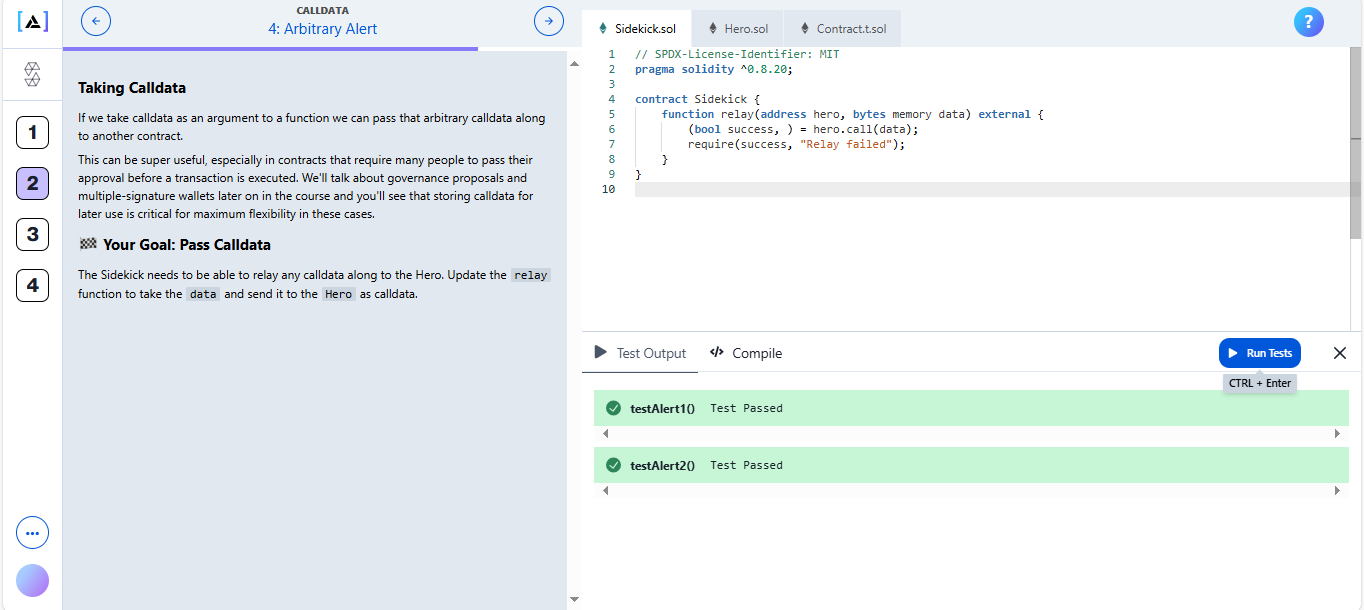 [A]
CALLDATA
4: Arbitrary Alert
1
2
3
4
Taking Calldata
If we take calldata as an argument to a function we can pass that arbitrary calldata along
to another contract.
This can be super useful, especially in contracts that require many people to pass their
approval before a transaction is executed. We'll talk about governance proposals and
multiple-signature wallets later on in the course and you'll see that storing calldata for
later use is critical for maximum flexibility in these cases.
Your Goal: Pass Calldata
The Sidekick needs to be able to relay any calldata along to the Hero. Update the relay
function to take the data and send it to the Hero as calldata.
Sidekick.sol Hero.sol Contract.t.sol
?
1 // SPDX-License-Identifier: MIT
2 pragma solidity ^0.8.20;
3
4 contract Sidekick {
5 function relay(address hero, bytes memory data) external {
6 (bool success, ) = hero.call(data);
7 require(success, "Relay failed");
8 }
9 }
10
Test Output Compile
Run Tests
CTRL + Enter
testAlert1() Test Passed
testAlert2() Test Passed